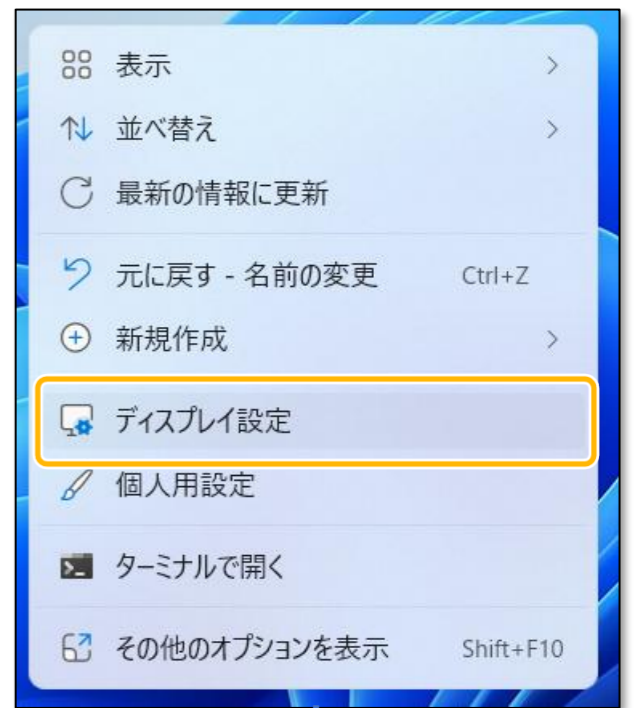 表示
並べ替え
最新の情報に更新
元に戻す - 名前の変更 Ctrl+Z
新規作成
ディスプレイ設定
個人用設定
ターミナルで開く
その他のオプションを表示 Shift+F10